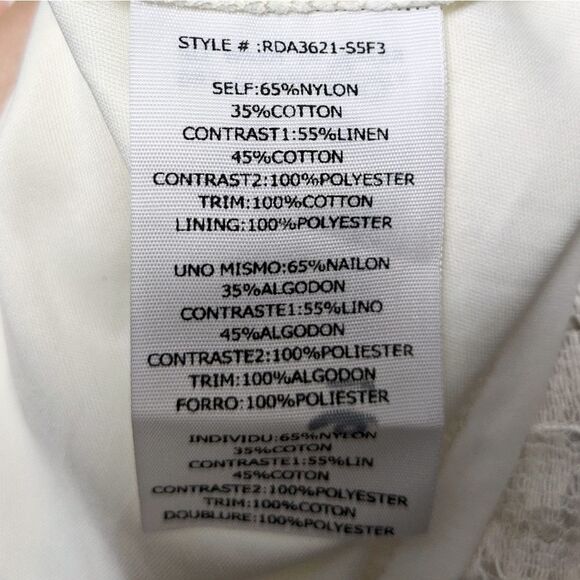 STYLE # :RDA3621-S5F3
SELF:65%NYLON
35%COTTON
CONTRAST1:55%LINEN
45%COTTON
CONTRAST2:100%POLYESTER
TRIM:100%COTTON
LINING:100%POLYESTER
UNO MISMO:65%NAILON
35%ALGODON
CONTRASTE1:55%LINO
45%ALGODON
CONTRASTE2:100%POLIESTER
TRIM:100%ALGODON
FORRO:100%POLIESTER
INDIVIDU:65%NYLON
35%COTON
CONTRASTE1:55%LIN
45%COTON
CONTRASTE2:100%POLYESTER
TRIM:100%COTON
DOUBLURE:100%POLYESTER